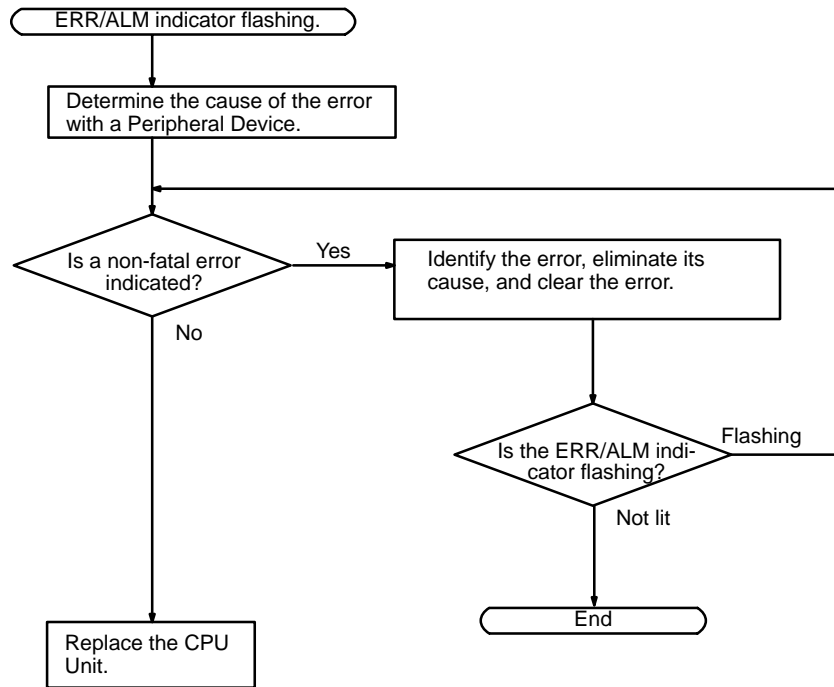 ERR/ALM indicator flashing.
Determine the cause of the error
with a Peripheral Device.
Is a non-fatal error
indicated?
Yes
No
Identify the error, eliminate its
cause, and clear the error.
Is the ERR/ALM indi-
cator flashing?
Flashing
Not lit
End
Replace the CPU
Unit.